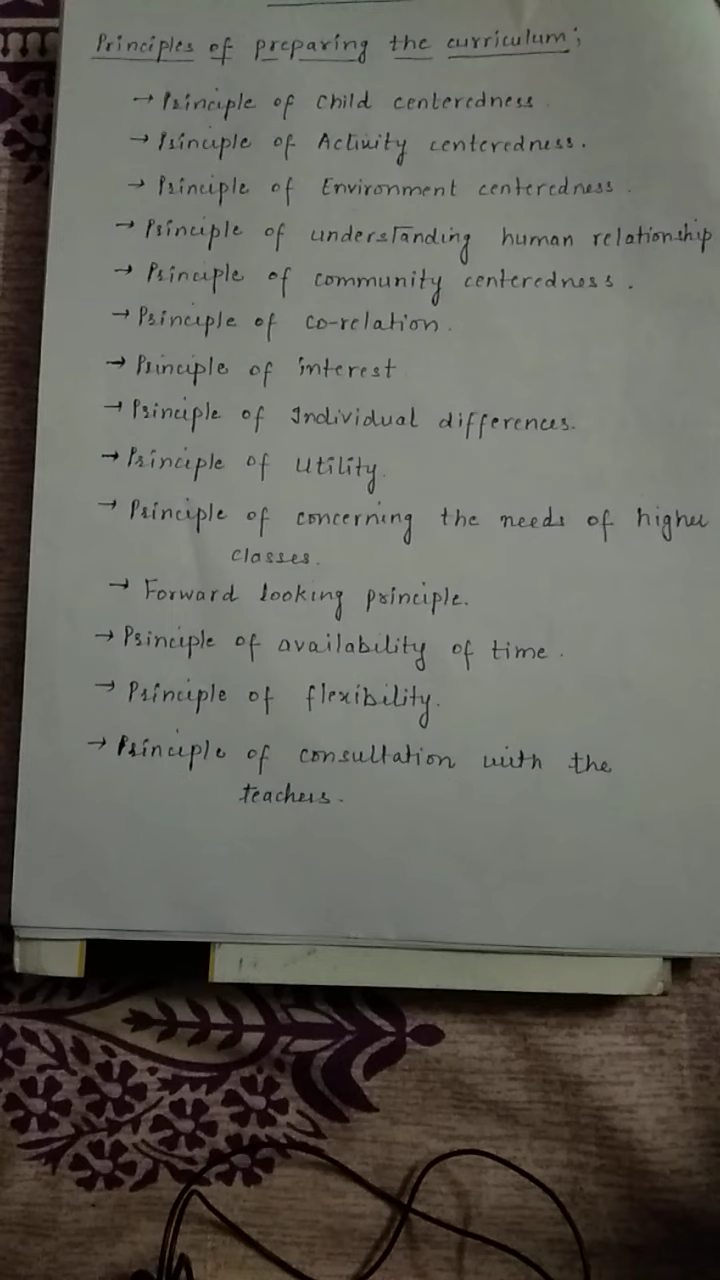 Principles of preparing the curriculum;
→ Principle of child centeredness.
→ Principle of Activity centeredness.
→ Principle of Environment centeredness.
→ Principle of understanding human relationship
→ Principle of community centeredness.
→ Principle of co-relation.
→ Principle of interest
→ Principle of Individual differences.
→ Principle of Utility.
→ Principle of concerning the needs of higher
classes.
→ Forward looking principle.
→ Principle of availability of time.
→ Principle of flexibility.
→ Principle of consultation with the
teachers.